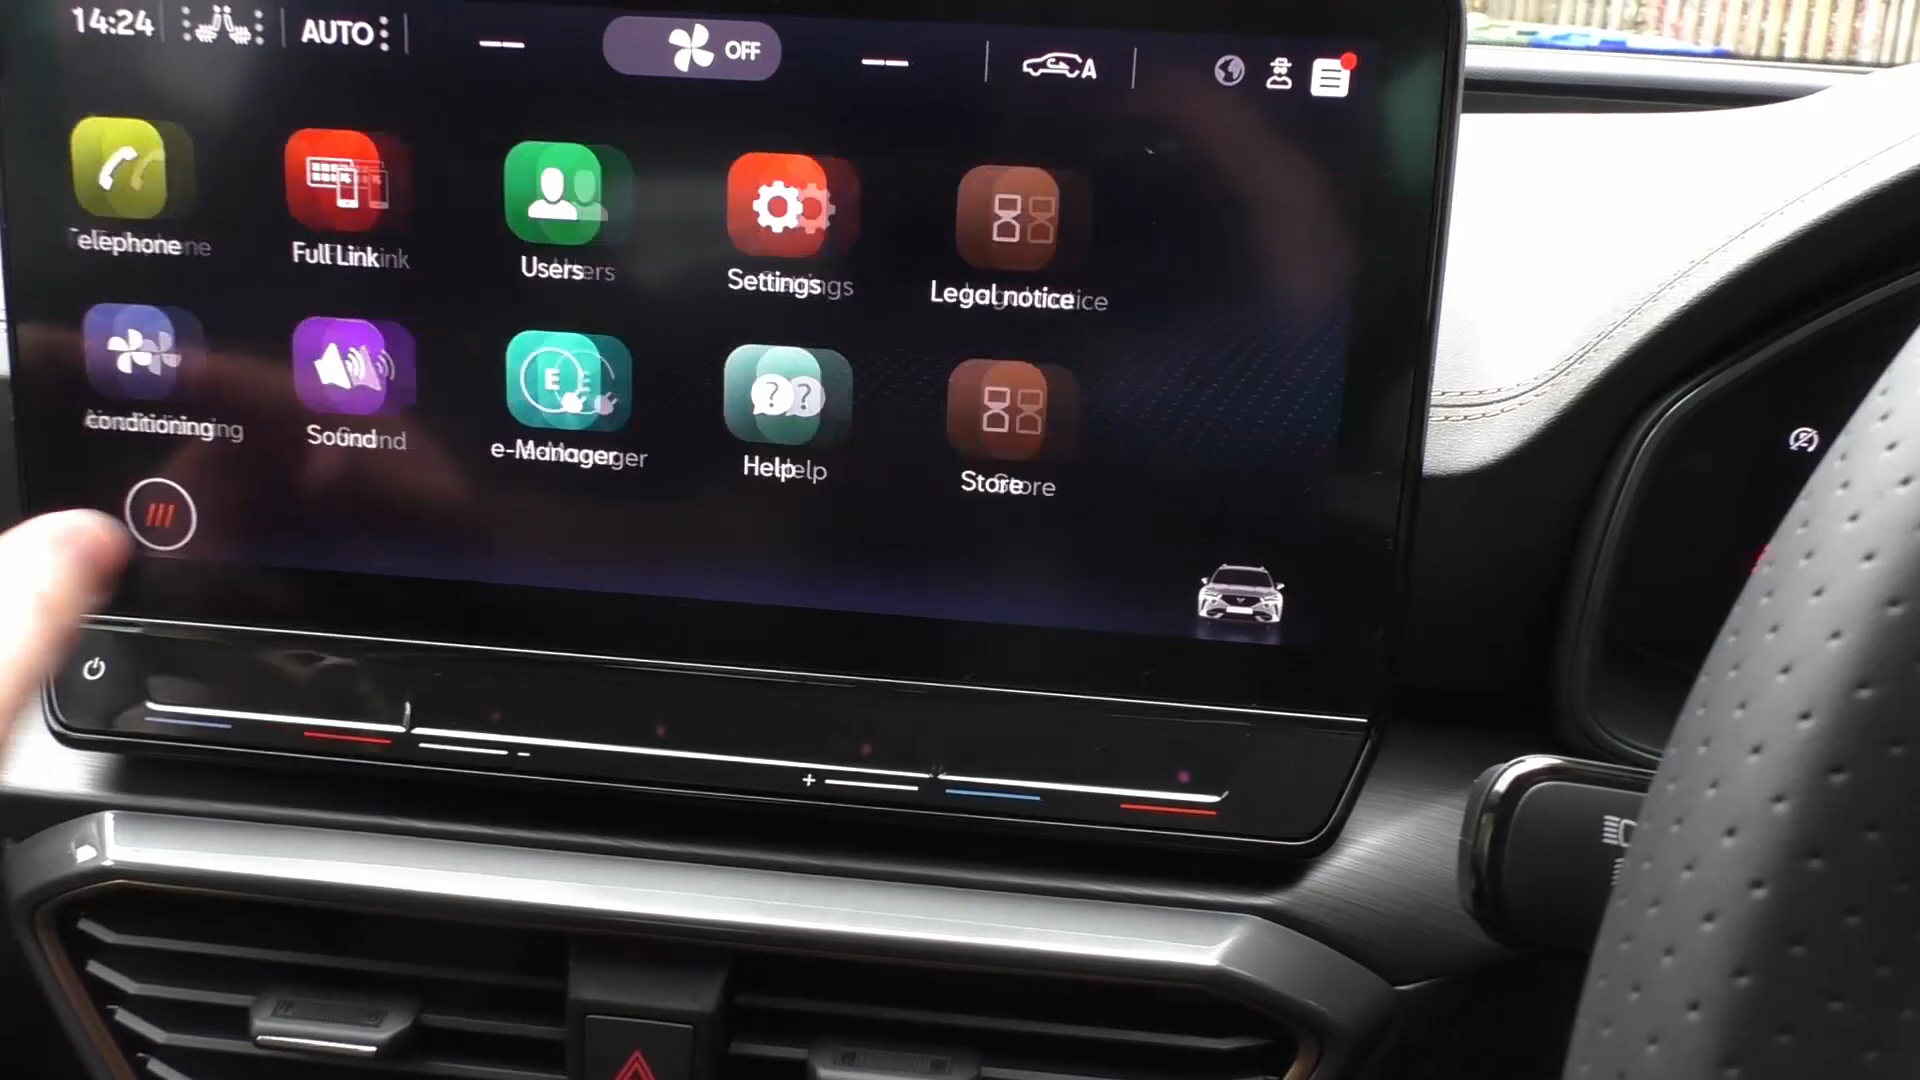 14:24
AUTO
OFF
A
Telephone
Full Link
Users
Settings
Legal notice
conditioning
Sound
e-Manager
Help
Store
E
? ?
-
+